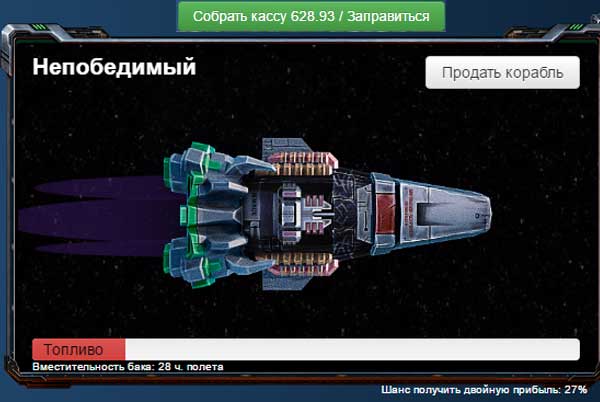 Собрать кассу 628.93 / Заправиться
Непобедимый
Продать корабль
Топливо
Вместительность бака: 28 ч. полета
Шанс получить двойную прибыль: 27%